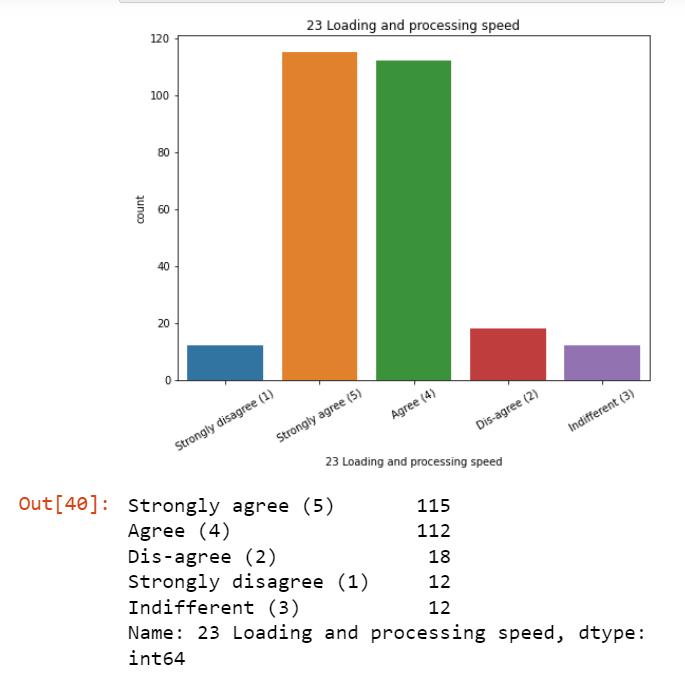 23 Loading and processing speed
120
100
80
60
40
20
0
count
Strongly disagree (1)
Strongly agree (5)
Agree (4)
Dis-agree (2)
Indifferent (3)
23 Loading and processing speed
Out[40]: Strongly agree (5) 115
Agree (4) 112
Dis-agree (2) 18
Strongly disagree (1) 12
Indifferent (3) 12
Name: 23 Loading and processing speed, dtype:
int64